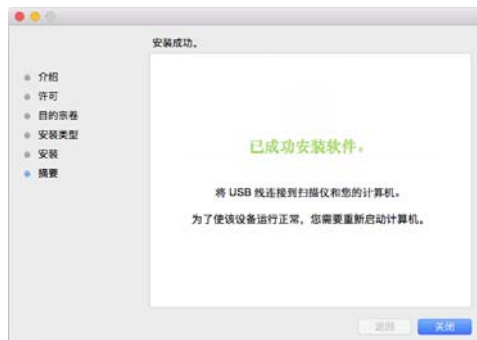 安装成功。
介绍
许可
目的宗卷
安装类型
安装
摘要
已成功安装软件。
将 USB 线连接到扫描仪和您的计算机。
为了使该设备运行正常，您需要重新启动计算机。
返回
关闭